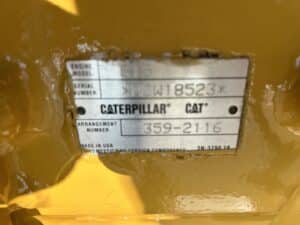 ENGINE
MODEL
SERIAL
NUMBER
W18523*
CATERPILLAR® CAT®
ARRANGEMENT
NUMBER 359-2116
MADE IN USA